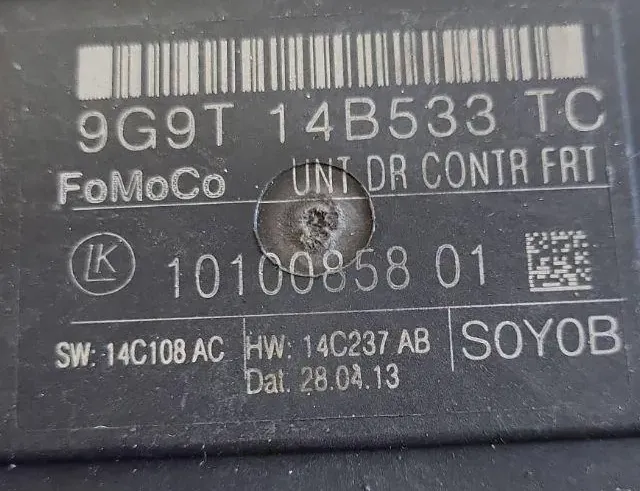 9G9T 14B533 TC
FoMoCo UNT DR CONTR FRT
LK 10100858 01
SW: 14C108 AC HW: 14C237 AB SOYOB
Dat. 28.04.13